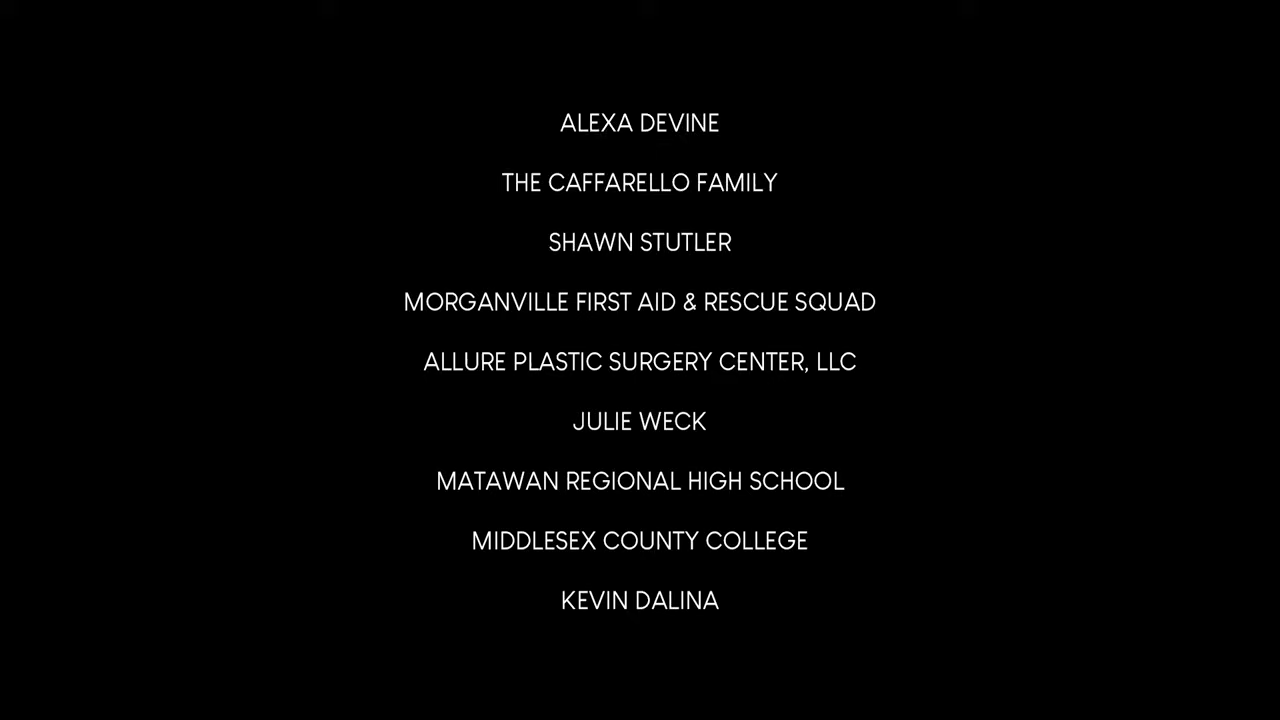 ALEXA DEVINE
THE CAFFARELLO FAMILY
SHAWN STUTLER
MORGANVILLE FIRST AID & RESCUE SQUAD
ALLURE PLASTIC SURGERY CENTER, LLC
JULIE WECK
MATAWAN REGIONAL HIGH SCHOOL
MIDDLESEX COUNTY COLLEGE
KEVIN DALINA